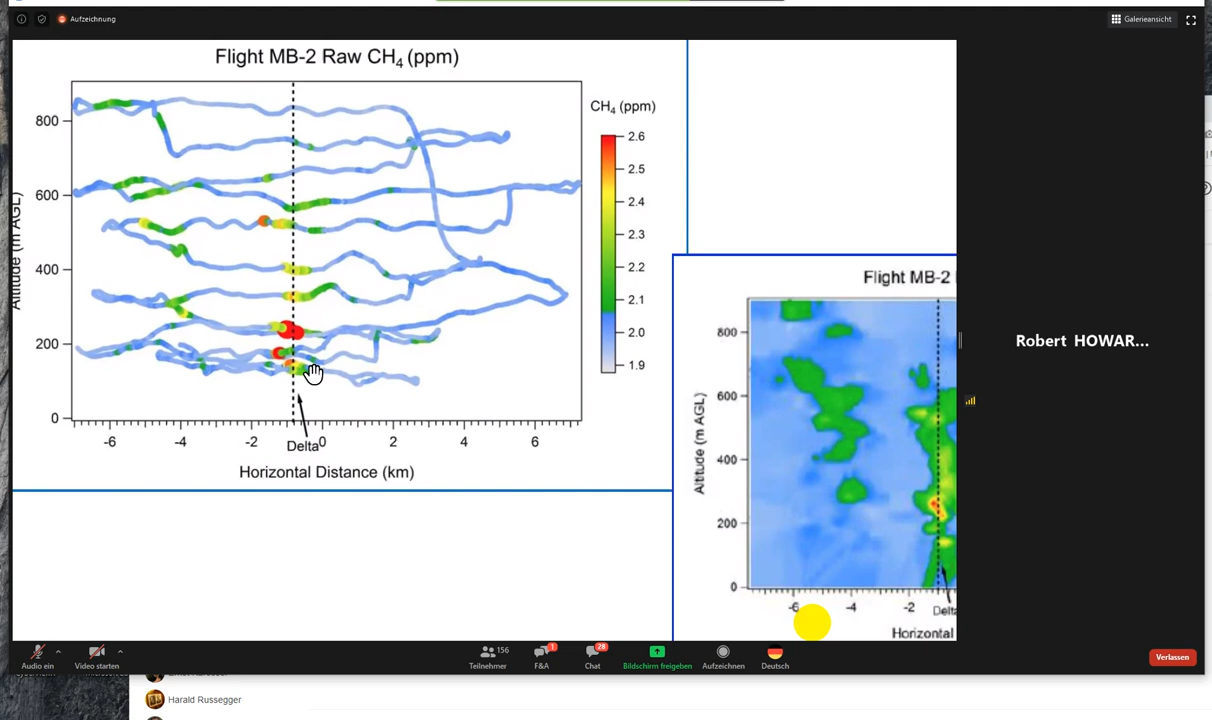 Aufzeichnung
Galerieansicht
Flight MB-2 Raw CH₄ (ppm)
CH₄ (ppm)
2.6
2.5
2.4
2.3
2.2
2.1
2.0
1.9
Altitude (m AGL)
800
600
400
200
0
-6
-4
-2
0
2
4
6
Delta
Horizontal Distance (km)
Flight MB-2
Altitude (m AGL)
800
600
400
200
0
-6
-4
-2
Delta
Horizontal
Robert HOWAR...
Audio ein
Video starten
156
Teilnehmer
1
F&A
28
Chat
Bildschirm freigeben
Aufzeichnen
Deutsch
Verlassen
Harald Russegger